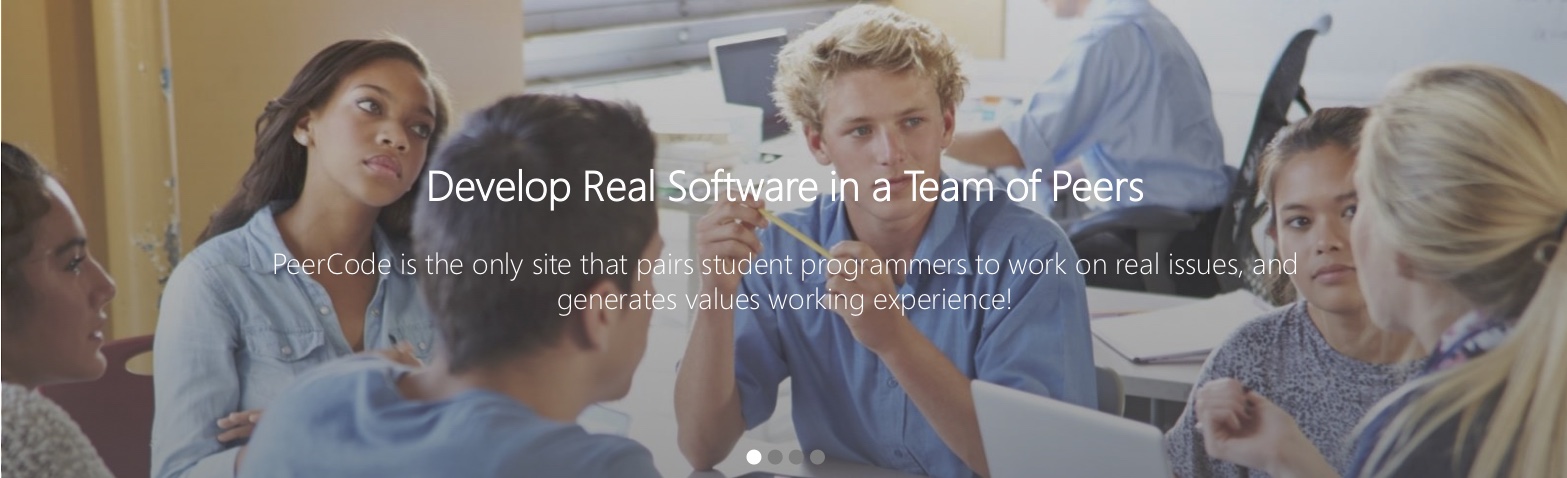 Develop Real Software in a Team of Peers
PeerCode is the only site that pairs student programmers to work on real issues, and
generates values working experience!